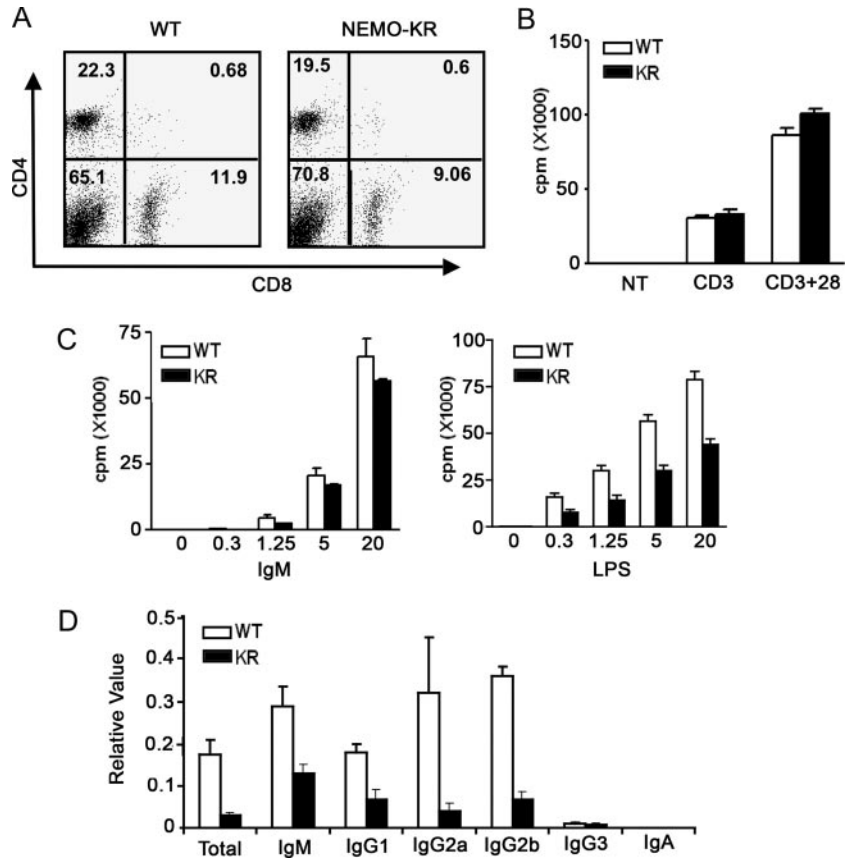 A
WT
NEMO-KR
22.3
0.68
19.5
0.6
65.1
11.9
70.8
9.06
CD4
CD8
B
WT
KR
150
100
50
0
cpm (X1000)
NT
CD3
CD3+28
C
WT
KR
75
50
25
0
cpm (X1000)
0
0.3
1.25
5
20
IgM
WT
KR
100
75
50
25
0
cpm (X1000)
0
0.3
1.25
5
20
LPS
D
WT
KR
0.5
0.4
0.3
0.2
0.1
0
Relative Value
Total
IgM
IgG1
IgG2a
IgG2b
IgG3
IgA